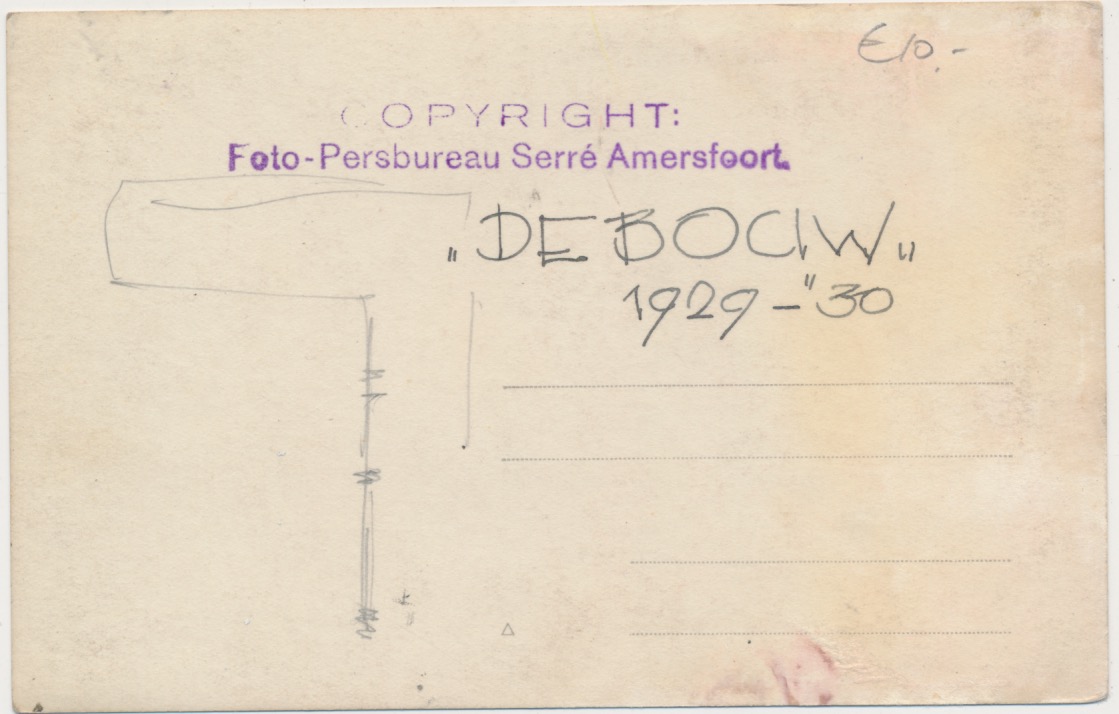 €10.-
COPYRIGHT:
Foto-Persbureau Serré Amersfoort.
„DE BOUW„
1929-"30